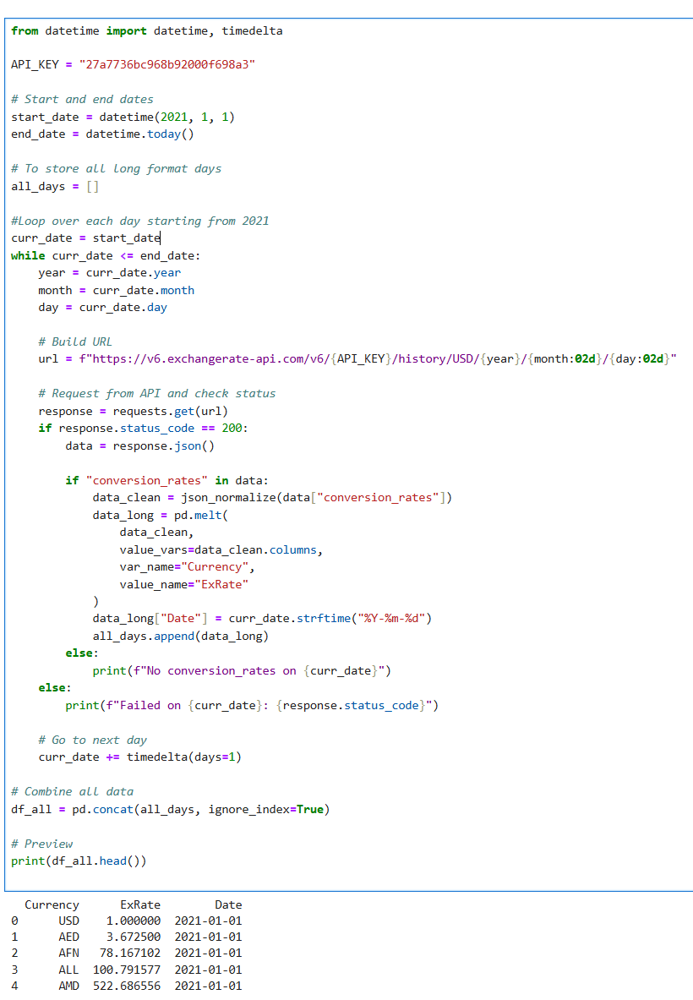 from datetime import datetime, timedelta

API_KEY = "27a7736bc968b92000f698a3"

# Start and end dates
start_date = datetime(2021, 1, 1)
end_date = datetime.today()

# To store all long format days
all_days = []

#Loop over each day starting from 2021
curr_date = start_date
while curr_date <= end_date:
    year = curr_date.year
    month = curr_date.month
    day = curr_date.day

    # Build URL
    url = f"https://v6.exchangerate-api.com/v6/{API_KEY}/history/USD/{year}/{month:02d}/{day:02d}"

    # Request from API and check status
    response = requests.get(url)
    if response.status_code == 200:
        data = response.json()

        if "conversion_rates" in data:
            data_clean = json_normalize(data["conversion_rates"])
            data_long = pd.melt(
                data_clean,
                value_vars=data_clean.columns,
                var_name="Currency",
                value_name="ExRate"
            )
            data_long["Date"] = curr_date.strftime("%Y-%m-%d")
            all_days.append(data_long)
        else:
            print(f"No conversion_rates on {curr_date}")
    else:
        print(f"Failed on {curr_date}: {response.status_code}")

    # Go to next day
    curr_date += timedelta(days=1)

# Combine all data
df_all = pd.concat(all_days, ignore_index=True)

# Preview
print(df_all.head())

  Currency      ExRate        Date
0      USD    1.000000  2021-01-01
1      AED    3.672500  2021-01-01
2      AFN   78.167102  2021-01-01
3      ALL  100.791577  2021-01-01
4      AMD  522.686556  2021-01-01